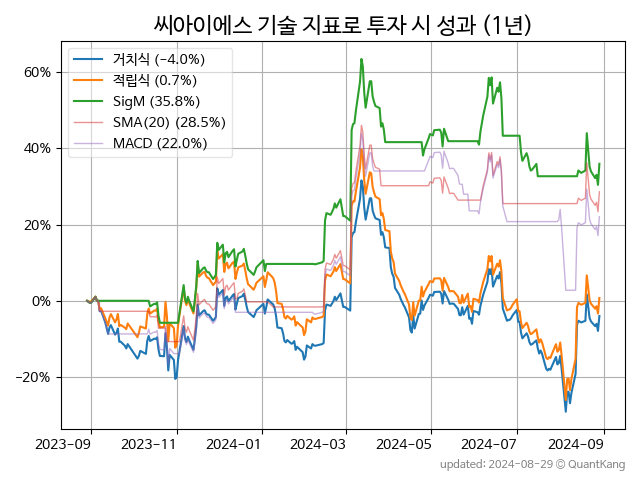 씨아이에스 기술 지표로 투자 시 성과 (1년)
거치식 (−4.0%)
적립식 (0.7%)
SigM (35.8%)
SMA(20) (28.5%)
MACD (22.0%)
60%
40%
20%
0%
−20%
2023-09 2023-11 2024-01 2024-03 2024-05 2024-07 2024-09
updated: 2024-08-29 © QuantKang